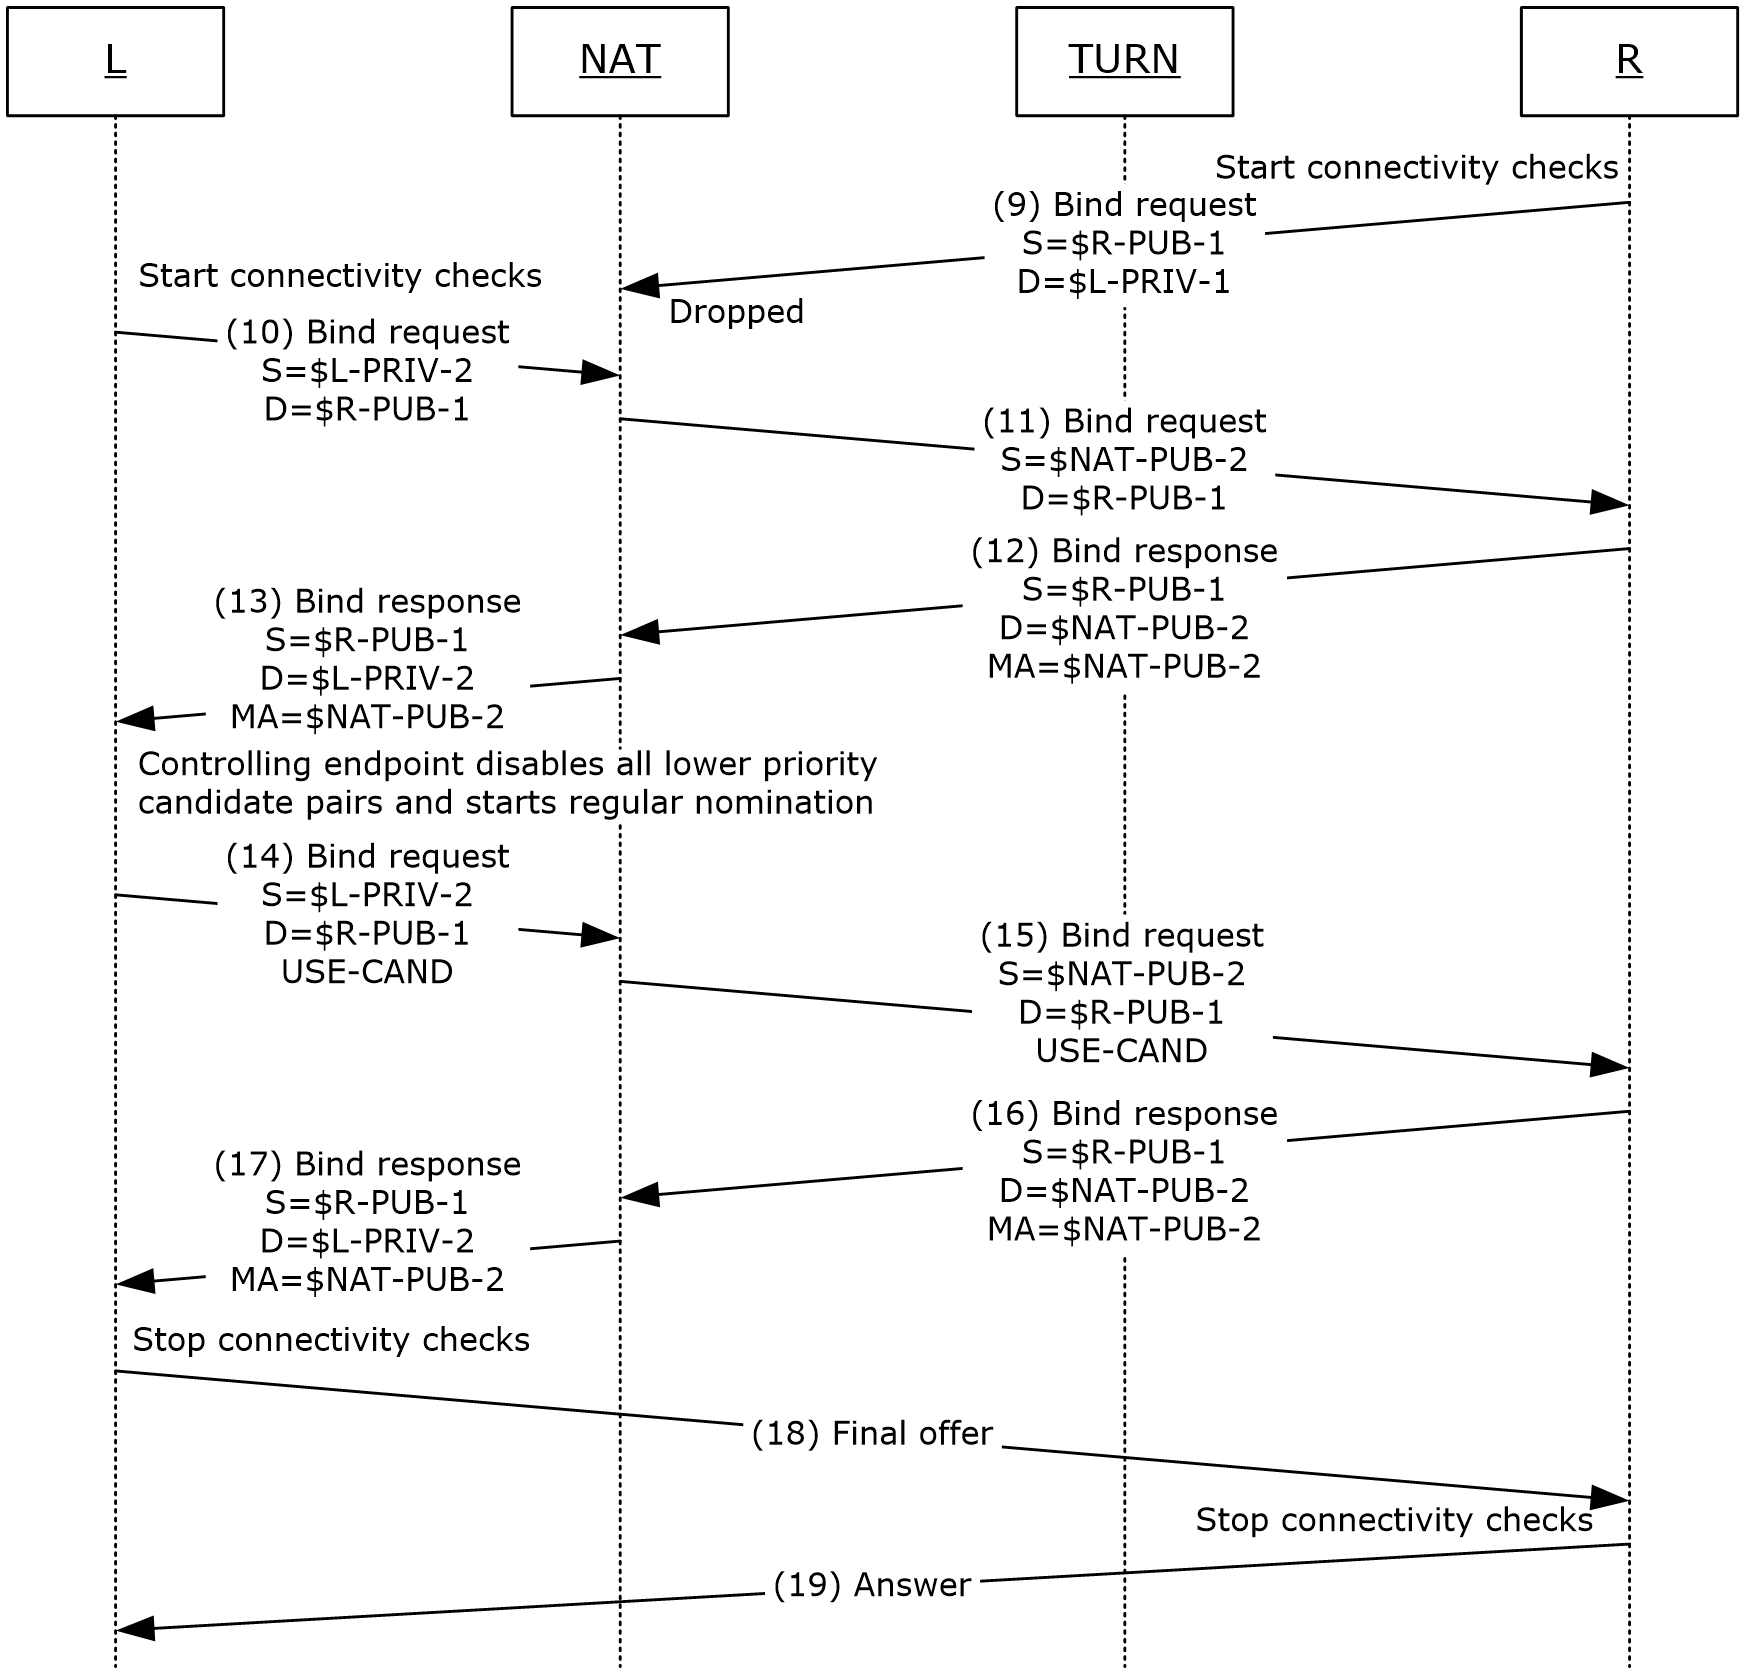 L
NAT
TURN
R
Start connectivity checks
(9) Bind request
S=$R-PUB-1
D=$L-PRIV-1
Dropped
Start connectivity checks
(10) Bind request
S=$L-PRIV-2
D=$R-PUB-1
(11) Bind request
S=$NAT-PUB-2
D=$R-PUB-1
(12) Bind response
S=$R-PUB-1
D=$NAT-PUB-2
MA=$NAT-PUB-2
(13) Bind response
S=$R-PUB-1
D=$L-PRIV-2
MA=$NAT-PUB-2
Controlling endpoint disables all lower priority
candidate pairs and starts regular nomination
(14) Bind request
S=$L-PRIV-2
D=$R-PUB-1
USE-CAND
(15) Bind request
S=$NAT-PUB-2
D=$R-PUB-1
USE-CAND
(16) Bind response
S=$R-PUB-1
D=$NAT-PUB-2
MA=$NAT-PUB-2
(17) Bind response
S=$R-PUB-1
D=$L-PRIV-2
MA=$NAT-PUB-2
Stop connectivity checks
(18) Final offer
Stop connectivity checks
(19) Answer